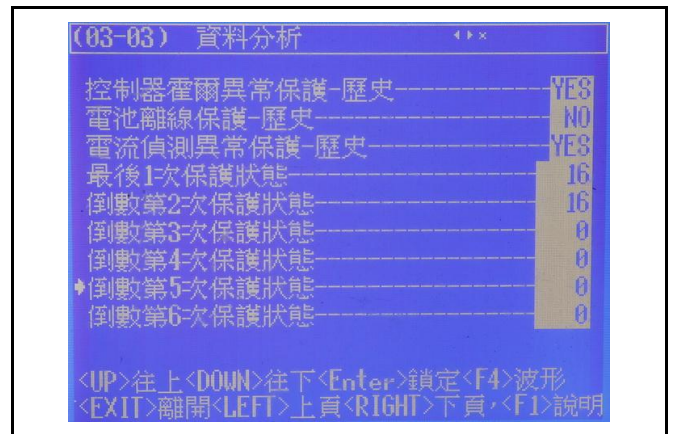 (03-03) 資料分析
控制器霍爾異常保護-歷史---------------YES
電池離線保護-歷史----------------------NO
電流偵測異常保護-歷史-----------------YES
最後1次保護狀態------------------------16
倒數第2次保護狀態----------------------16
倒數第3次保護狀態----------------------0
倒數第4次保護狀態----------------------0
倒數第5次保護狀態----------------------0
倒數第6次保護狀態----------------------0
<UP>往上<DOWN>往下<Enter>鎖定<F4>波形
<EXIT>離開<LEFT>上頁<RIGHT>下頁,<F1>說明